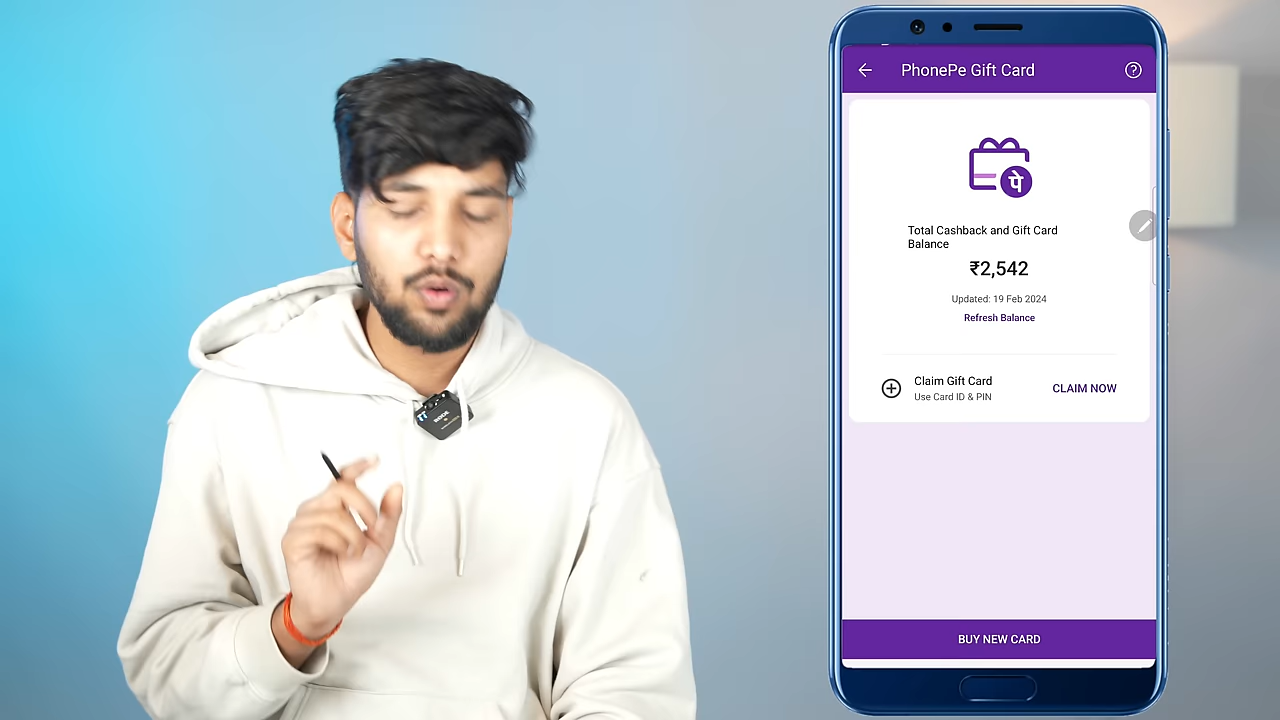 PhonePe Gift Card
पे
Total Cashback and Gift Card
Balance
₹2,542
Updated: 19 Feb 2024
Refresh Balance
Claim Gift Card
Use Card ID & PIN
CLAIM NOW
BUY NEW CARD
RODE